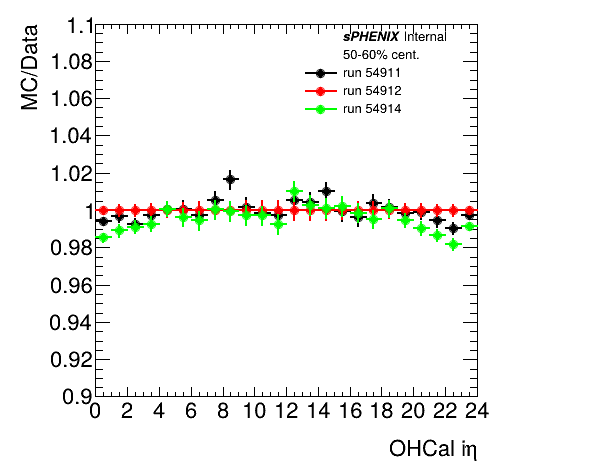 sPHENIX Internal
50-60% cent.
run 54911
run 54912
run 54914
MC/Data
1.1
1.08
1.06
1.04
1.02
1
0.98
0.96
0.94
0.92
0.9
0 2 4 6 8 10 12 14 16 18 20 22 24
OHCal iη